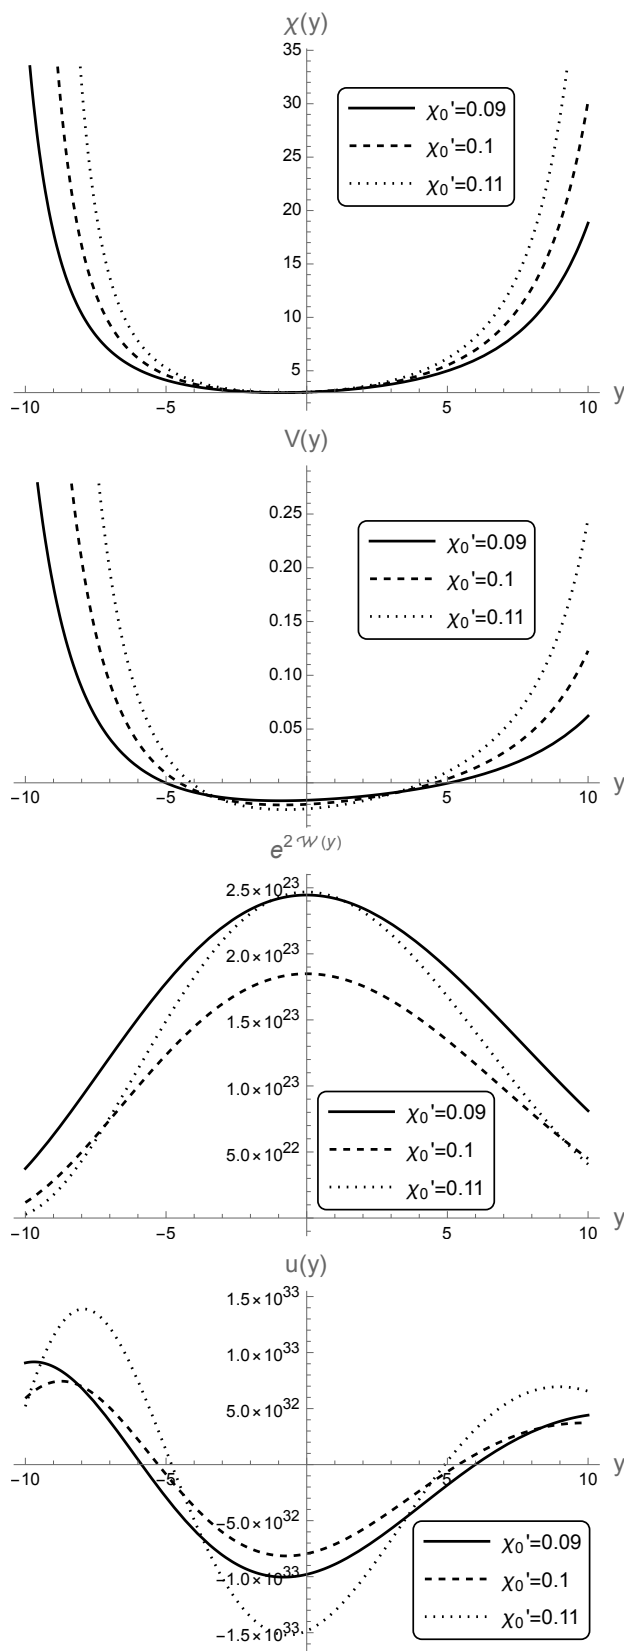 χ(y)
35
30
25
20
15
10
5
χ₀'=0.09
χ₀'=0.1
χ₀'=0.11
-10 -5 0 5 10 y
V(y)
0.25
0.20
0.15
0.10
0.05
χ₀'=0.09
χ₀'=0.1
χ₀'=0.11
-10 -5 0 5 10 y
e^{2𝒲(y)}
2.5×10²³
2.0×10²³
1.5×10²³
1.0×10²³
5.0×10²²
χ₀'=0.09
χ₀'=0.1
χ₀'=0.11
-10 -5 0 5 10 y
u(y)
1.5×10³³
1.0×10³³
5.0×10³²
-10 -5 0 5 10 y
-5.0×10³²
-1.0×10³³
-1.5×10³³
χ₀'=0.09
χ₀'=0.1
χ₀'=0.11